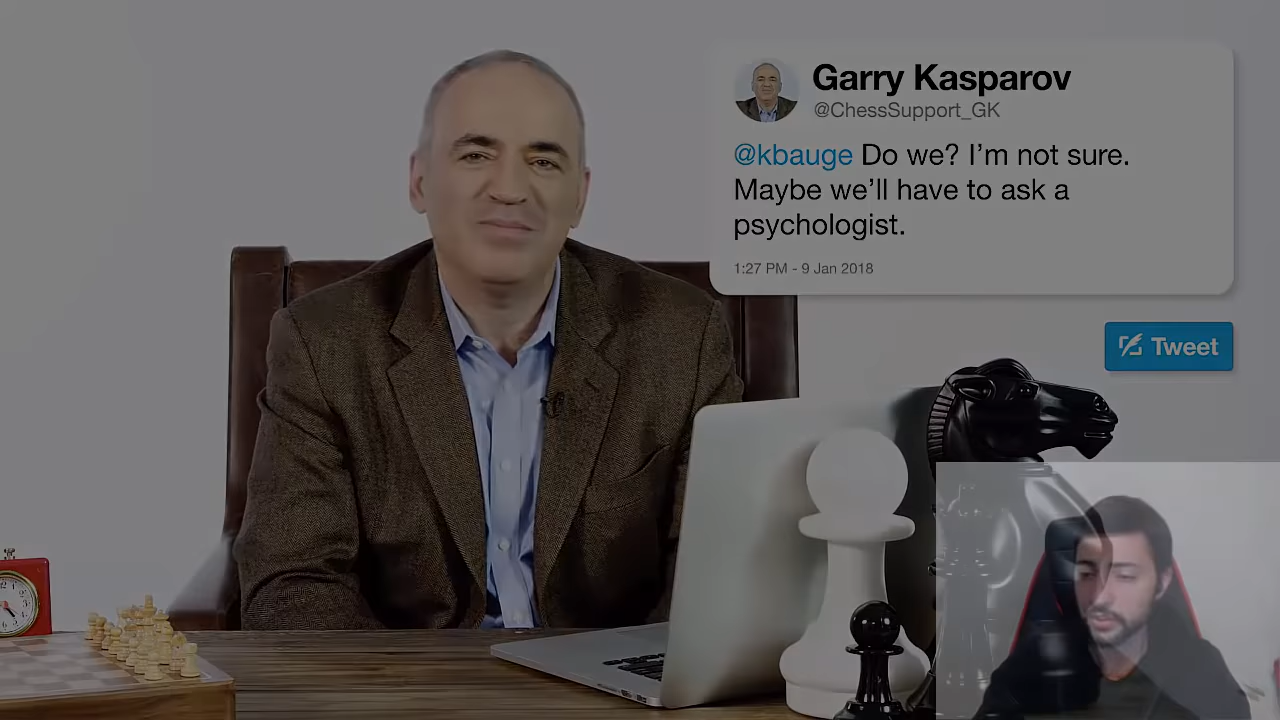 Garry Kasparov
@ChessSupport_GK
@kbauge Do we? I'm not sure.
Maybe we'll have to ask a
psychologist.
1:27 PM - 9 Jan 2018
Tweet